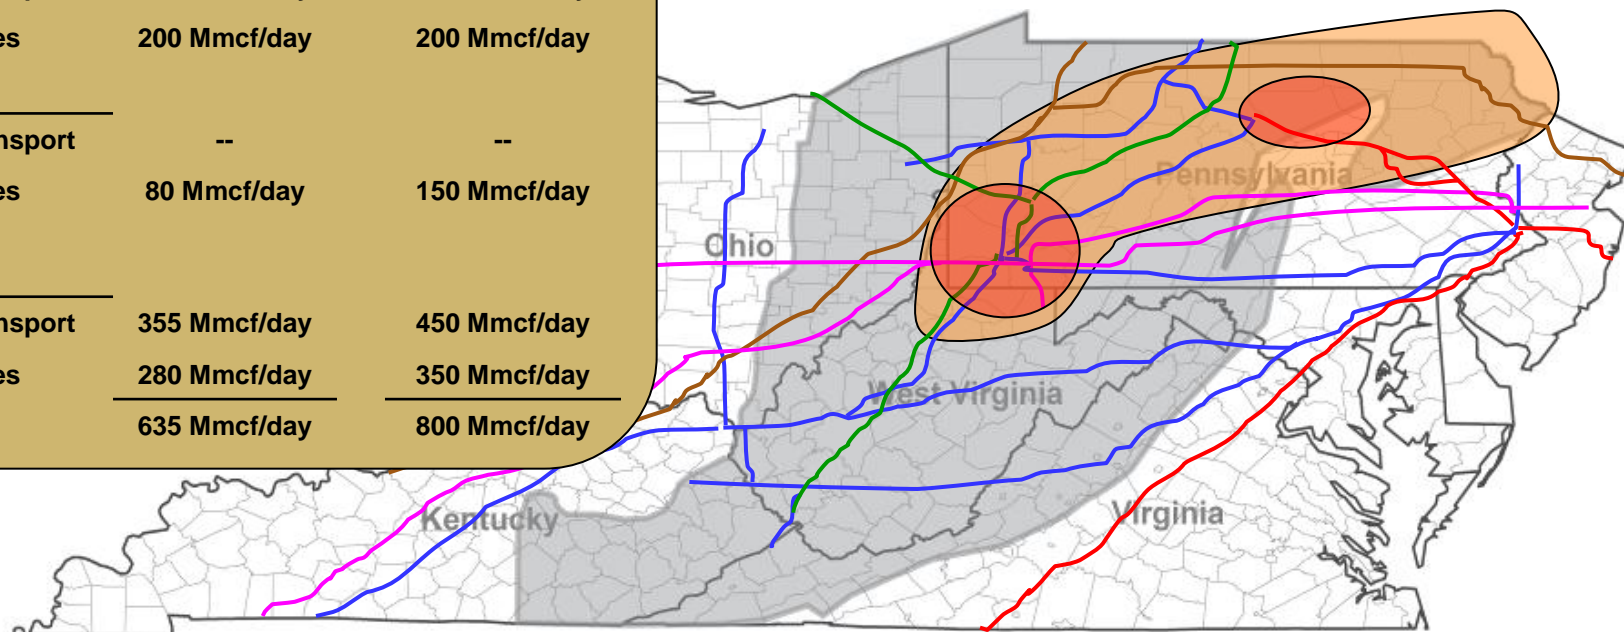 es 200 Mmcf/day 200 Mmcf/day
nsport -- --
es 80 Mmcf/day 150 Mmcf/day
nsport 355 Mmcf/day 450 Mmcf/day
es 280 Mmcf/day 350 Mmcf/day
635 Mmcf/day 800 Mmcf/day
Pennsylvania
Ohio
West Virginia
Kentucky
Virginia